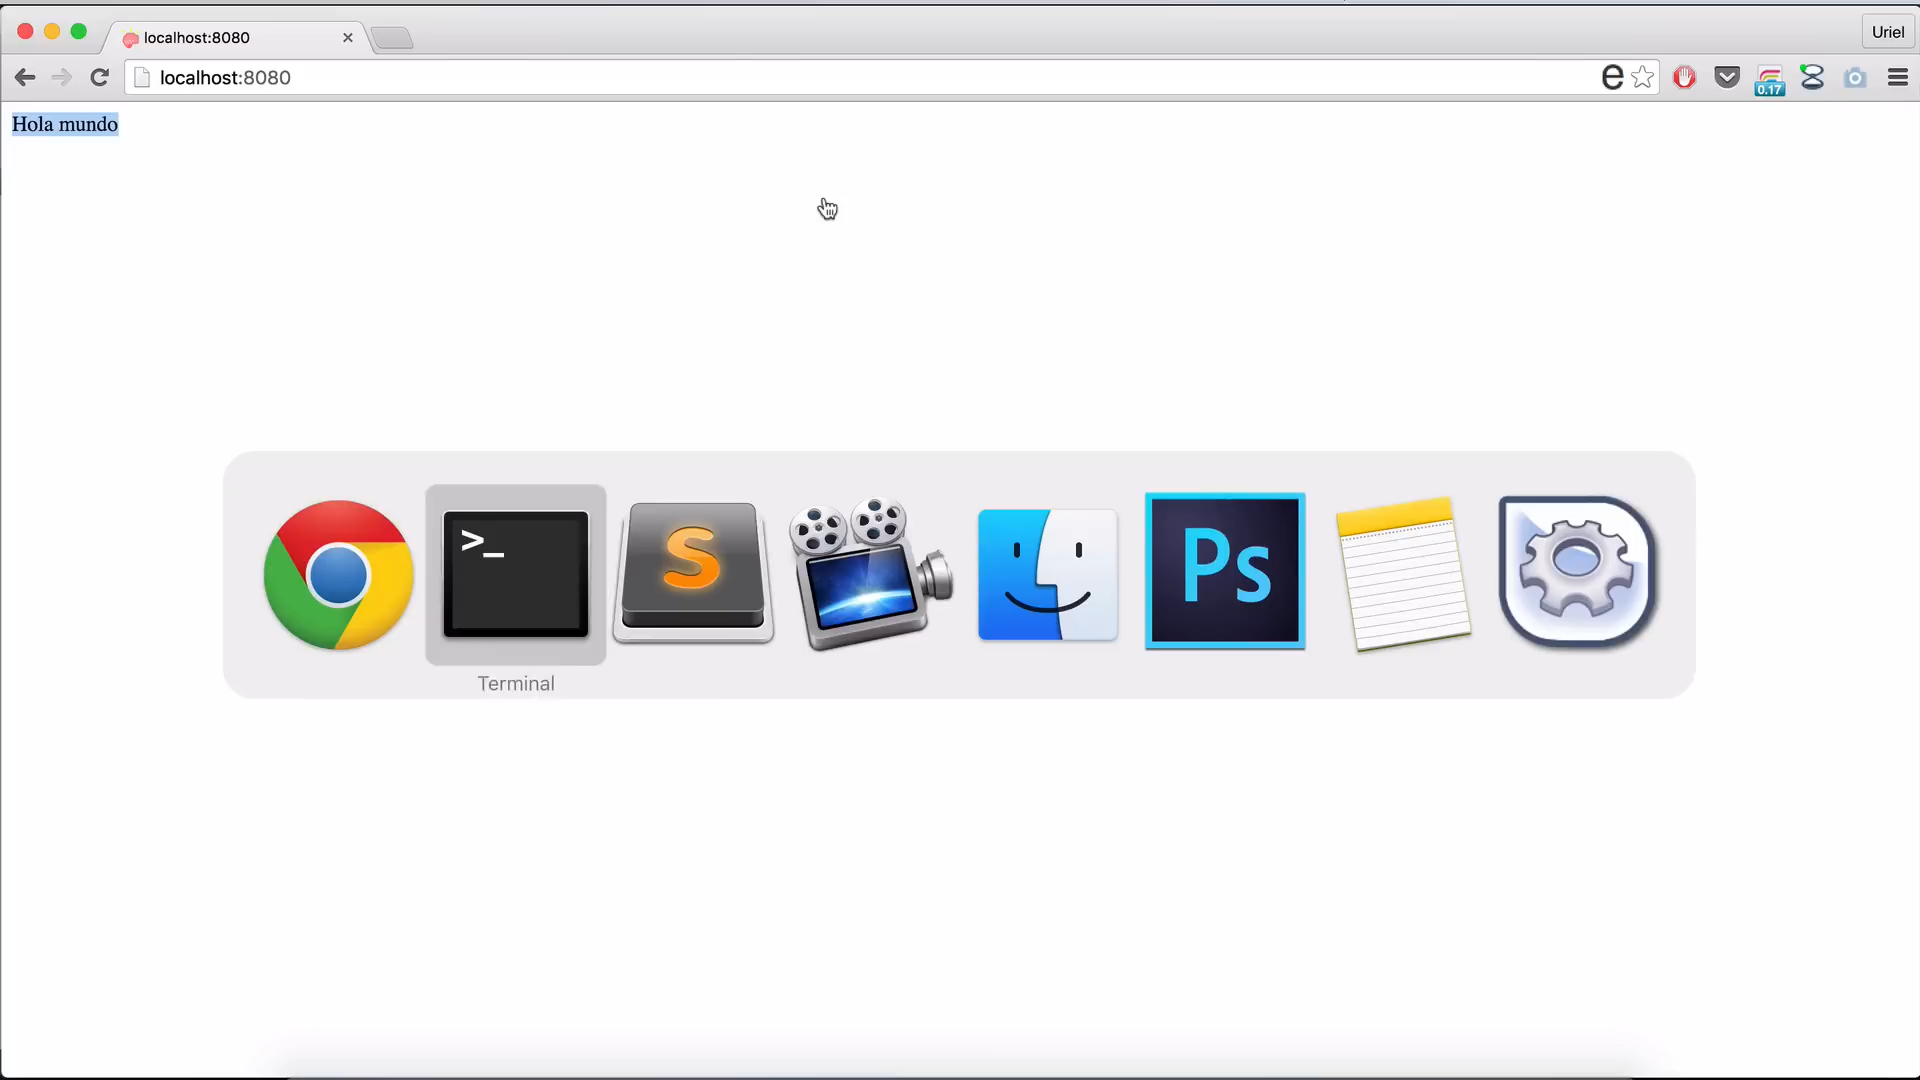 localhost:8080
Uriel
localhost:8080
0.17
Hola mundo
>_
S
Ps
Terminal